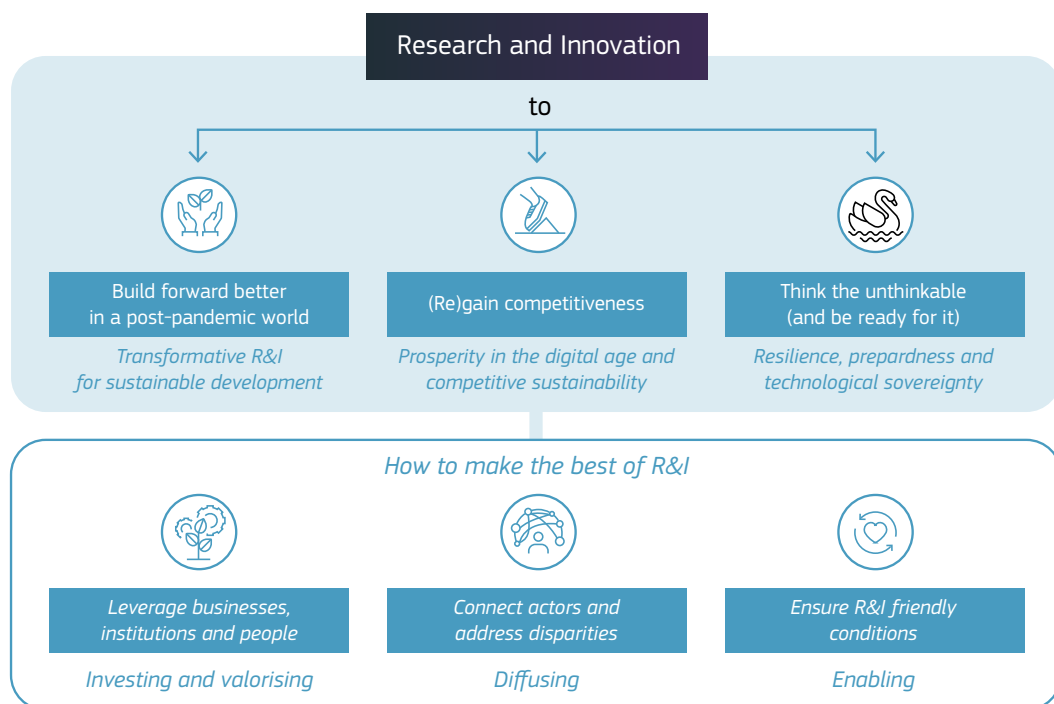 Research and Innovation
to
Build forward better
in a post-pandemic world
Transformative R&I
for sustainable development
(Re)gain competitiveness
Prosperity in the digital age and
competitive sustainability
Think the unthinkable
(and be ready for it)
Resilience, prepardness and
technological sovereignty
How to make the best of R&I
Leverage businesses,
institutions and people
Investing and valorising
Connect actors and
address disparities
Diffusing
Ensure R&I friendly
conditions
Enabling